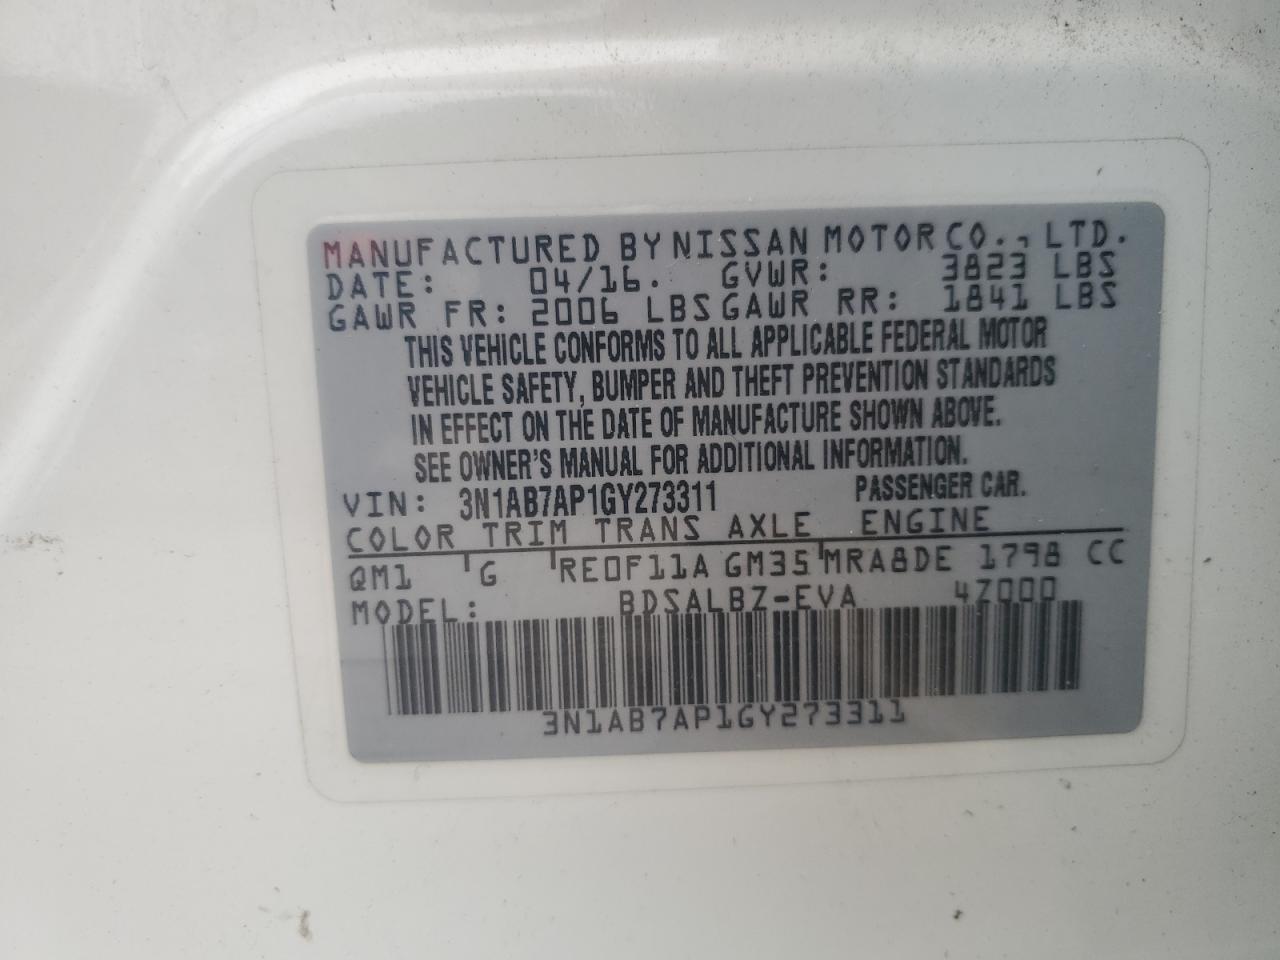 MANUFACTURED BY NISSAN MOTOR CO., LTD.
DATE: 04/16. GVWR: 3823 LBS
GAWR FR: 2006 LBS GAWR RR: 1841 LBS
THIS VEHICLE CONFORMS TO ALL APPLICABLE FEDERAL MOTOR
VEHICLE SAFETY, BUMPER AND THEFT PREVENTION STANDARDS
IN EFFECT ON THE DATE OF MANUFACTURE SHOWN ABOVE.
SEE OWNER'S MANUAL FOR ADDITIONAL INFORMATION.
VIN: 3N1AB7AP1GY273311 PASSENGER CAR.
COLOR TRIM TRANS AXLE ENGINE
QM1 G RE0F11A GM35 MRA8DE 1798 CC
MODEL: BDSALBZ-EVA 4Z000
3N1AB7AP1GY273311